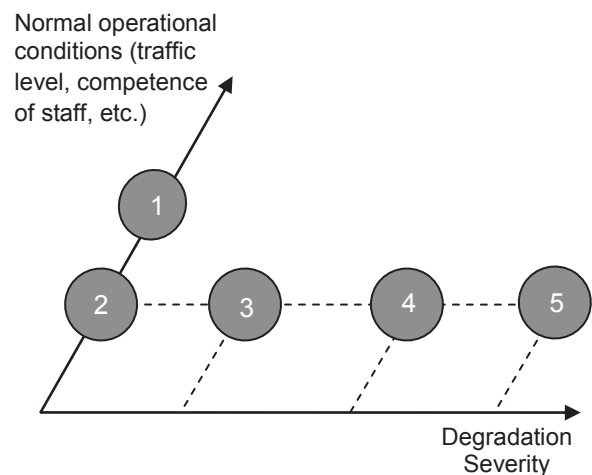 Normal operational
conditions (traffic
level, competence
of staff, etc.)
1
2
3
4
5
Degradation
Severity